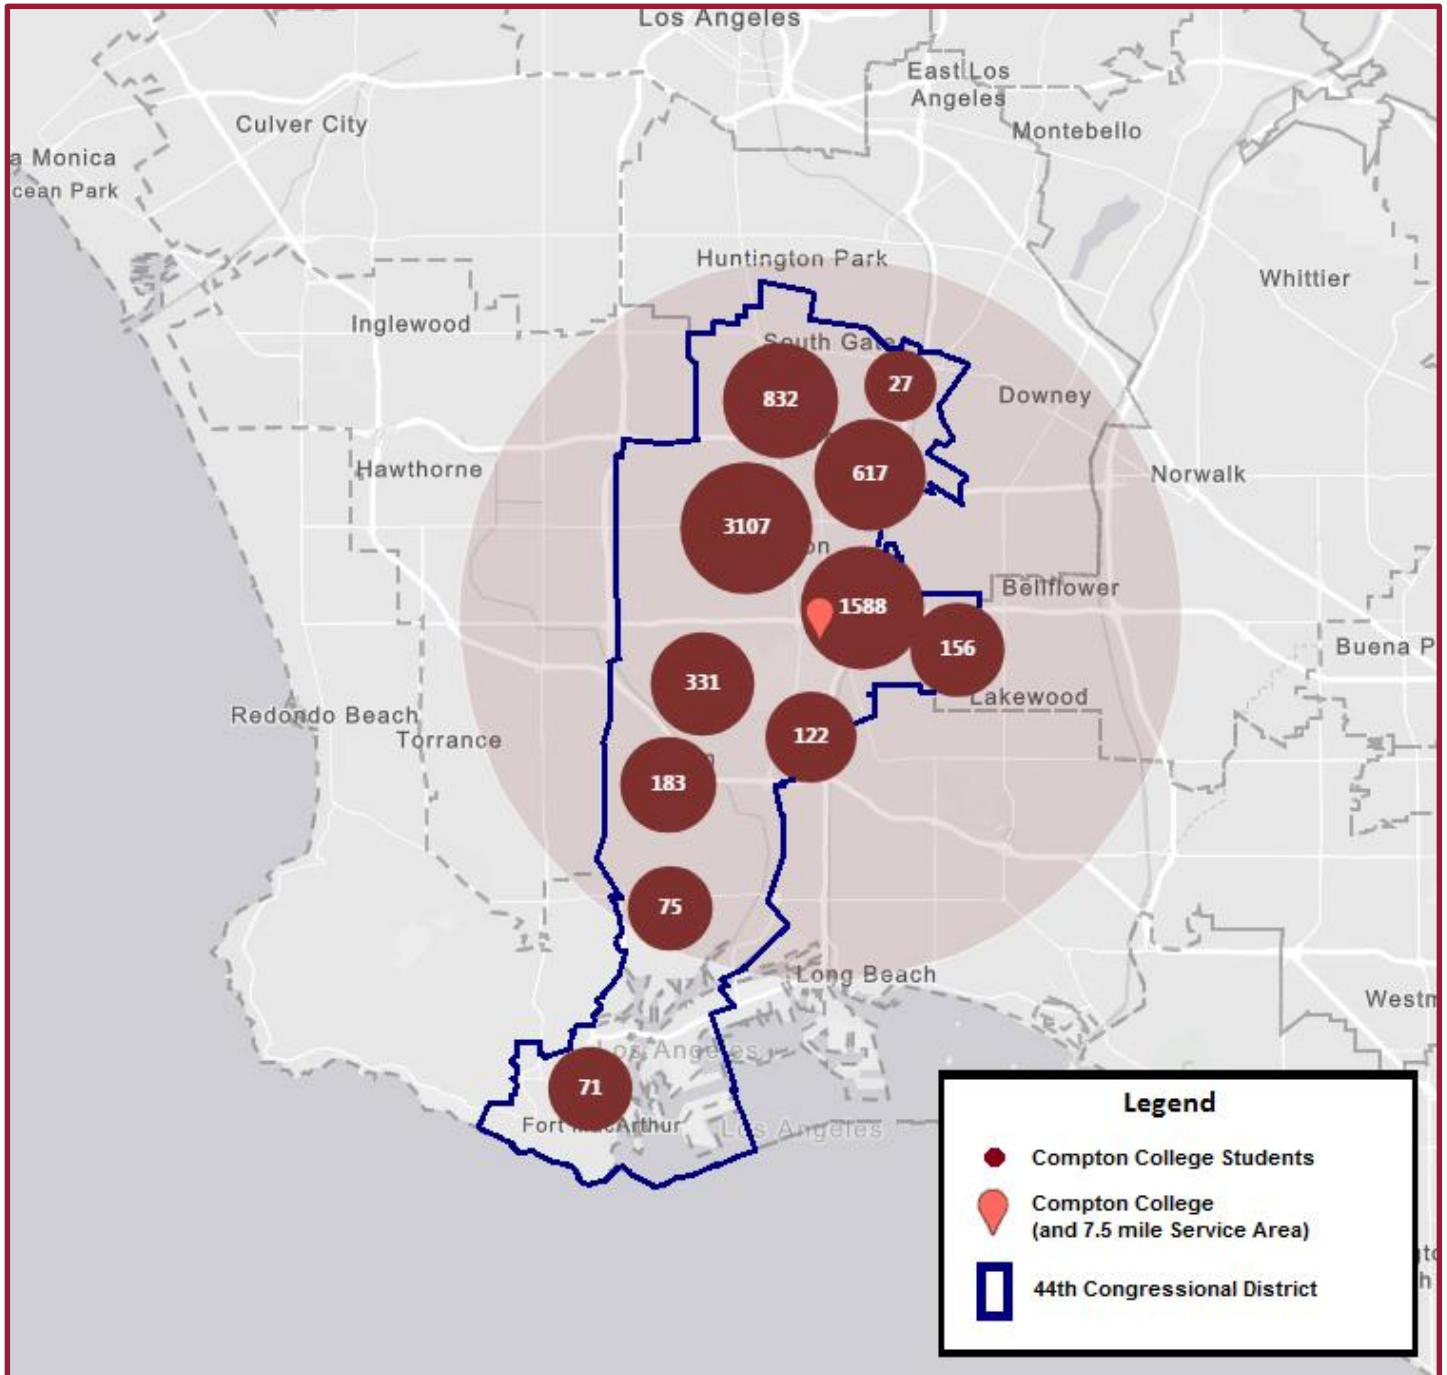 Los Angeles
East Los
Angeles
Culver City
Montebello
a Monica
cean Park
Huntington Park
Whittier
Inglewood
South Gate
27
Downey
832
Hawthorne
617
Norwalk
3107
on
Bellflower
1588
156
Buena P
331
Lakewood
Redondo Beach
122
Torrance
n
183
75
Long Beach
Westm
Los Angeles
71
Fort MacArthur
Los Angeles
Legend
Compton College Students
Compton College
(and 7.5 mile Service Area)
44th Congressional District